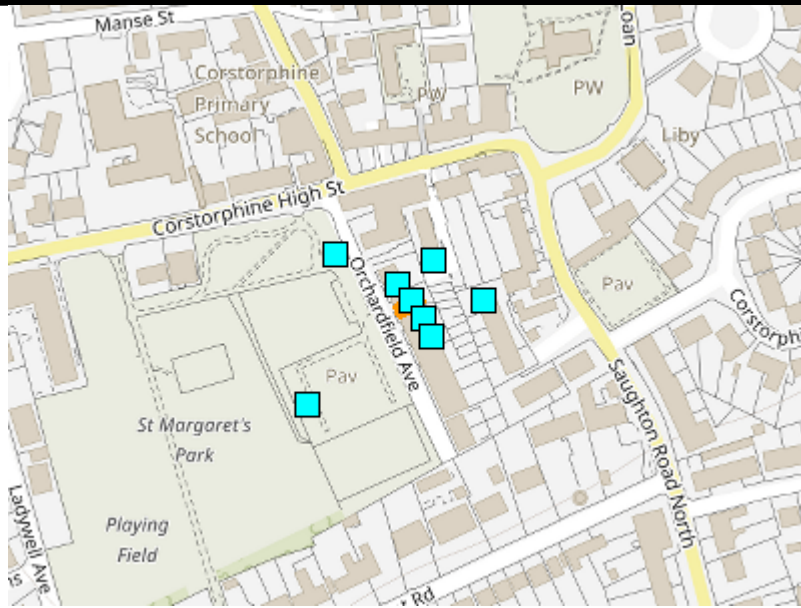 Manse St
Corstorphine
Primary
School
PW
PW
Loan
Liby
Corstorphine High St
Orchardfield Ave
Pav
Pav
St Margaret's
Park
Playing
Field
Ladywell Ave
Saughton Road North
Rd